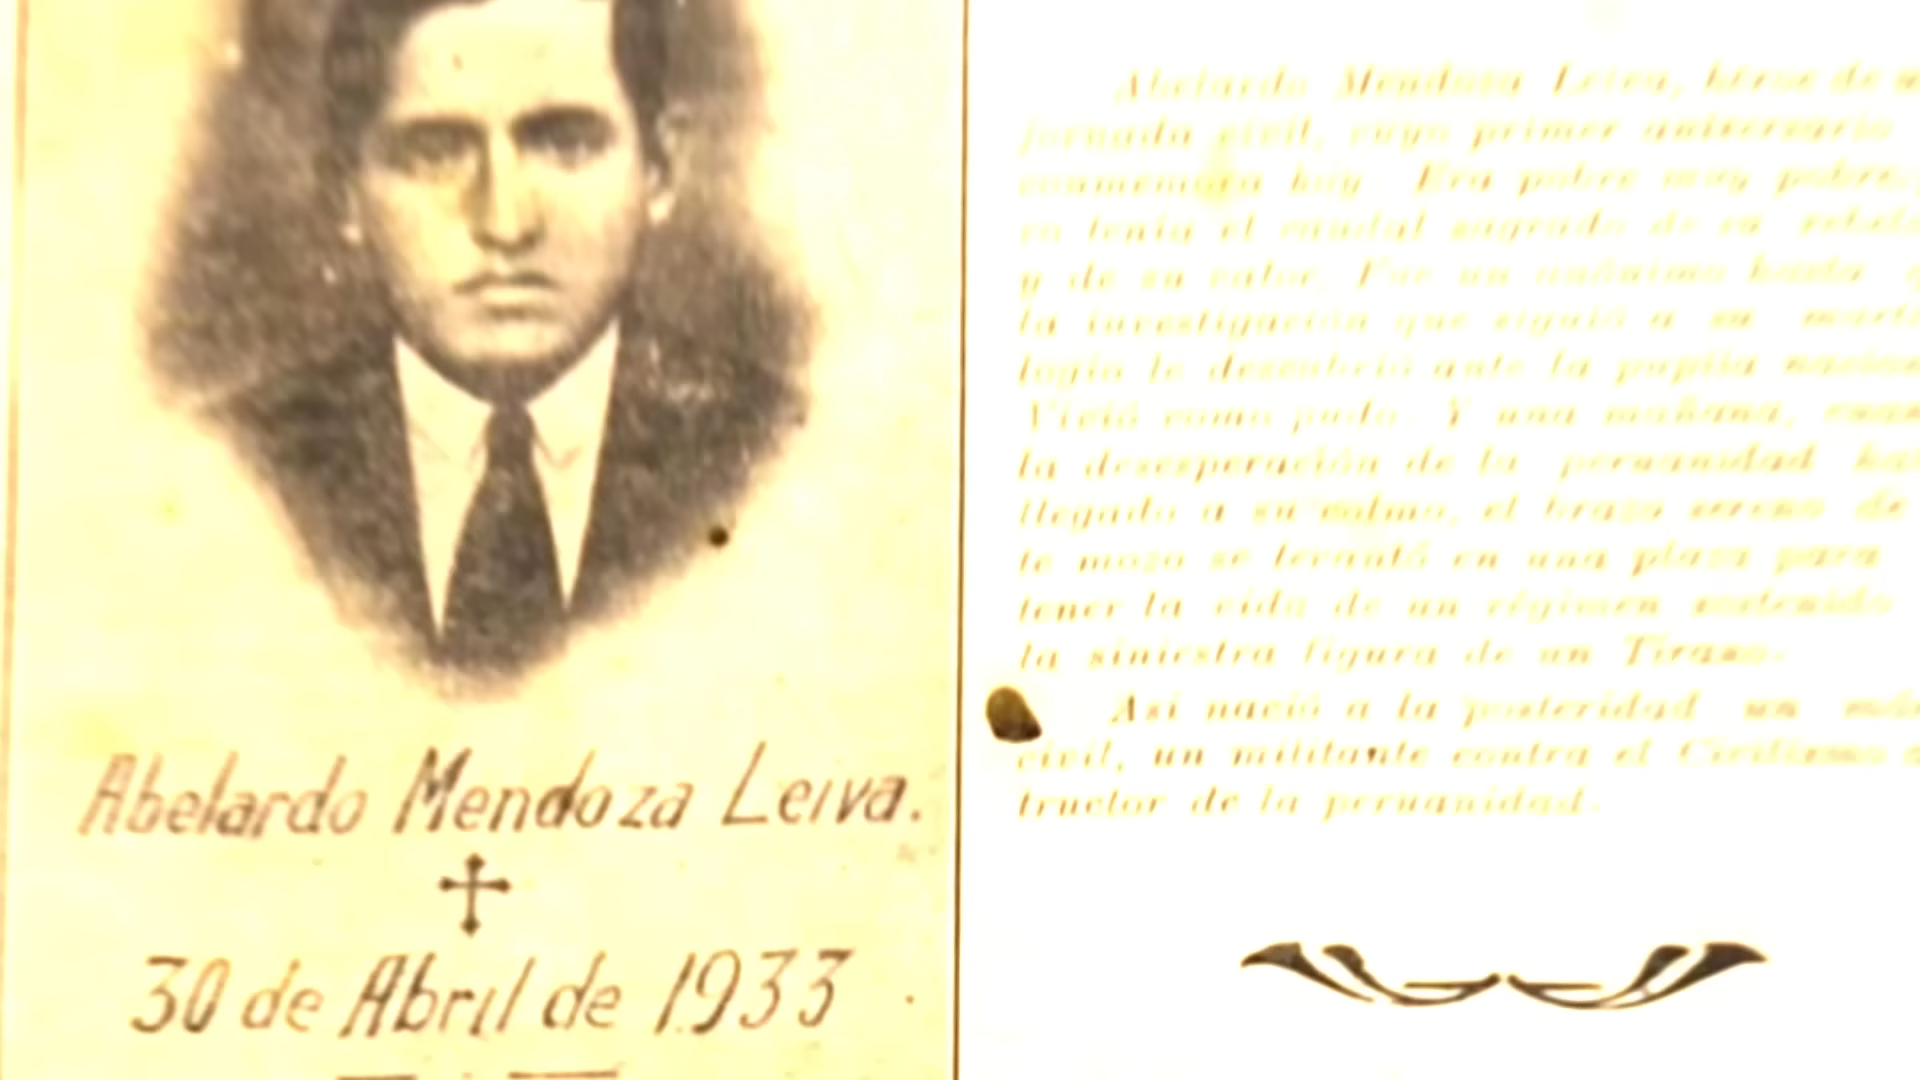 Abelardo Mendoza Leiva.
30 de Abril de 1933
Abelardo Mendoza Leiva, héroe de
jornada civil, cuyo primer aniversario
conmemora hoy. Era pobre muy pobre,
ro tenía el caudal sagrado de su
y de su valor. Fue un anónimo hasta
la investigación que siguió a su
logio le descubrió ante la pupila
Vivió como pudo. Y una mañana,
la desesperación de la peruanidad
llegado a su colmo, el brazo sereno de
te mozo se levantó en una plaza para
tener la vida de un régimen sostenido
la siniestra figura de un Tirano.
Así nació a la posteridad un
civil, un militante contra el Civilismo
tructor de la peruanidad.